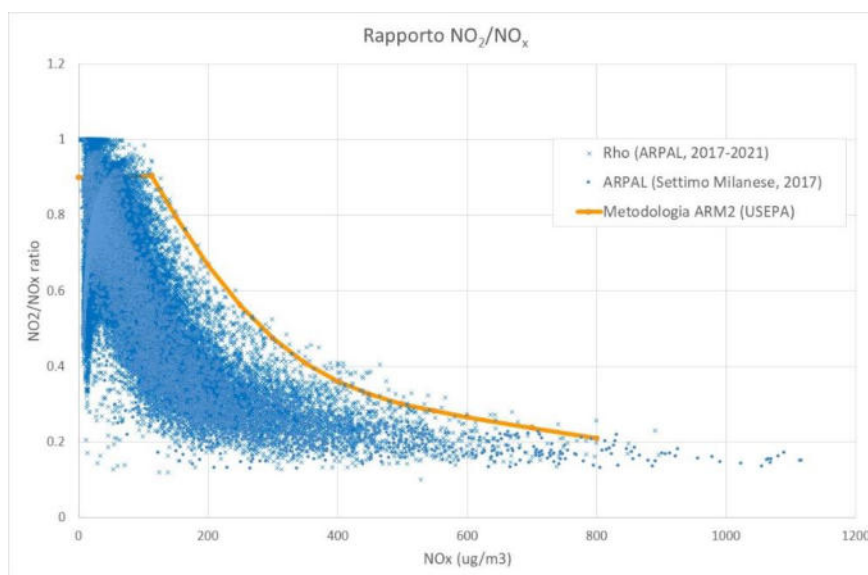 Rapporto NO₂/NOₓ
1.2
1
0.8
0.6
0.4
0.2
0
NO2/NOx ratio
Rho (ARPAL, 2017-2021)
ARPAL (Settimo Milanese, 2017)
Metodologia ARM2 (USEPA)
0 200 400 600 800 1000 1200
NOx (ug/m3)